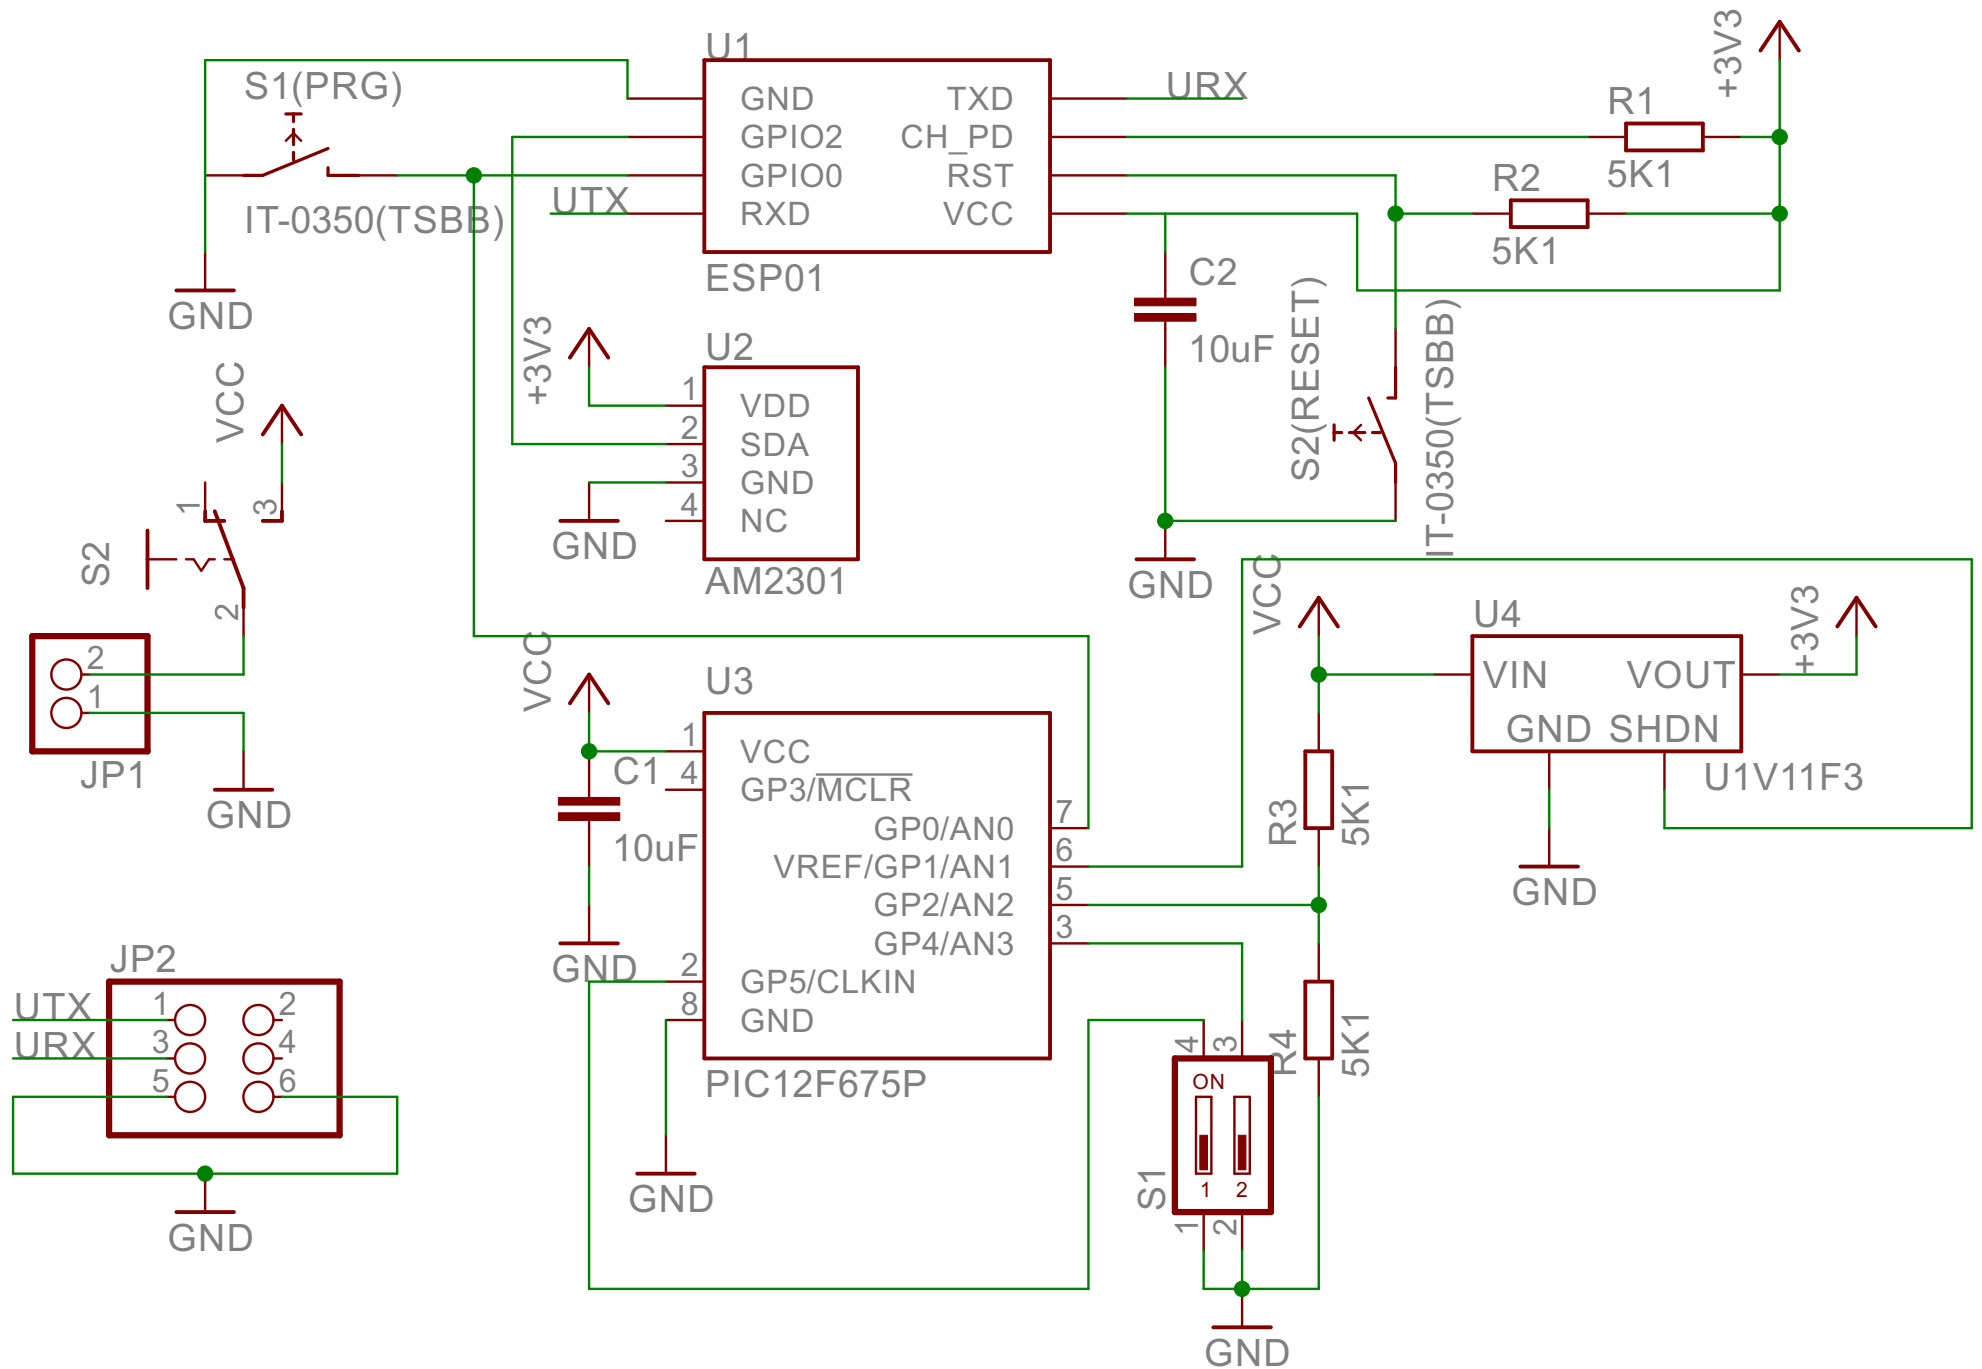 U1
S1(PRG)
IT-0350(TSBB)
GND
GND
GPIO2
GPIO0
RXD
TXD
CH_PD
RST
VCC
UTX
URX
ESP01
R1
5K1
R2
5K1
+3V3
C2
10uF
GND
S2(RESET)
IT-0350(TSBB)
+3V3
U2
1
2
3
4
VDD
SDA
GND
NC
AM2301
GND
VCC
1
3
2
S2
2
1
JP1
GND
VCC
C1
10uF
GND
U3
1
4
2
8
VCC
GP3/MCLR
GP0/AN0
VREF/GP1/AN1
GP2/AN2
GP4/AN3
GP5/CLKIN
GND
7
6
5
3
PIC12F675P
GND
VCC
R3
5K1
R4
5K1
U4
VIN
VOUT
GND
SHDN
U1V11F3
+3V3
GND
JP2
UTX
URX
1
2
3
4
5
6
GND
4
3
ON
1
2
1
2
S1
GND